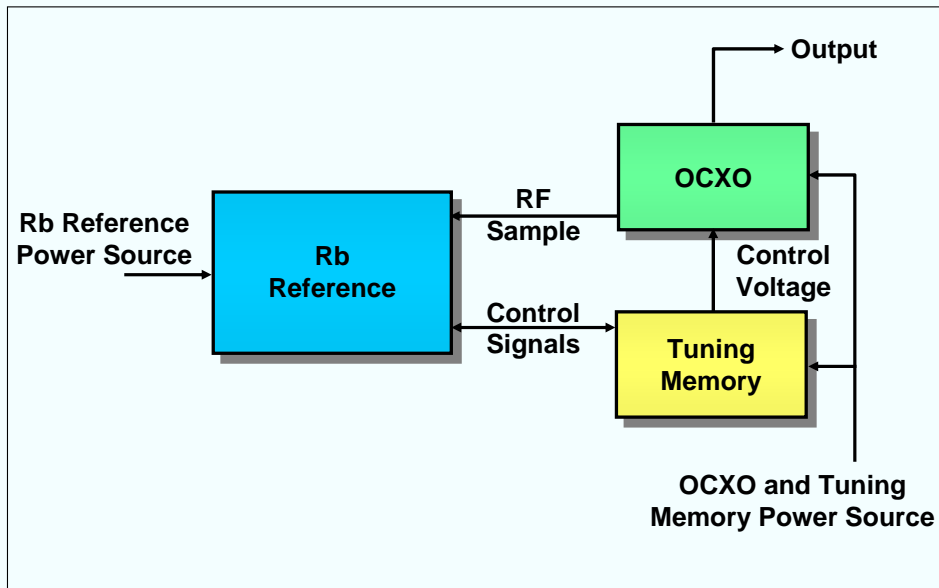 Output
OCXO
RF
Sample
Rb Reference
Power Source
Rb
Reference
Control
Voltage
Control
Signals
Tuning
Memory
OCXO and Tuning
Memory Power Source